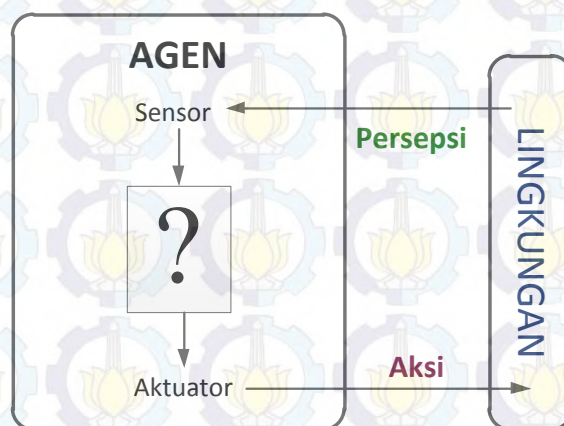 AGEN
Sensor
Persepsi
?
Aktuator
Aksi
LINGKUNGAN